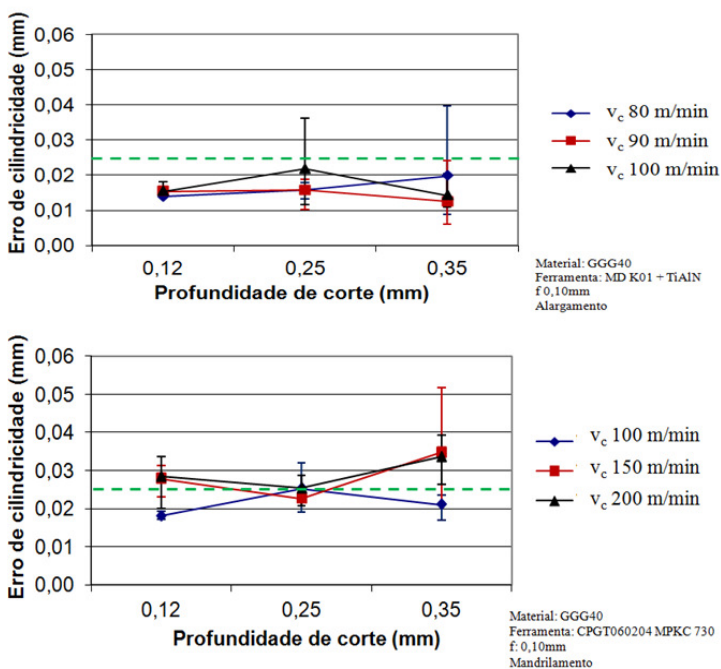 Erro de cilindricidade (mm)
0,06
0,05
0,04
0,03
0,02
0,01
0,00
0,12 0,25 0,35
Profundidade de corte (mm)
vc 80 m/min
vc 90 m/min
vc 100 m/min
Material: GGG40
Ferramenta: MD K01 + TiAlN
f 0,10mm
Alargamento
Erro de cilindricidade (mm)
0,06
0,05
0,04
0,03
0,02
0,01
0,00
0,12 0,25 0,35
Profundidade de corte (mm)
vc 100 m/min
vc 150 m/min
vc 200 m/min
Material: GGG40
Ferramenta: CPGT060204 MPKC 730
f: 0,10mm
Mandrilamento